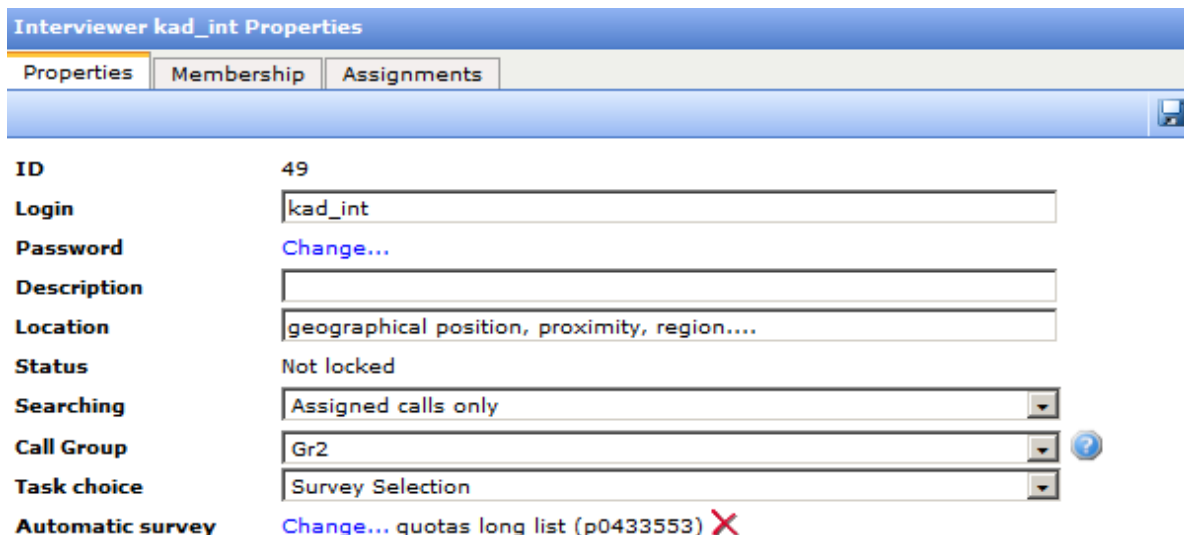 Interviewer kad_int Properties
Properties Membership Assignments
ID 49
Login kad_int
Password Change...
Description
Location geographical position, proximity, region....
Status Not locked
Searching Assigned calls only
Call Group Gr2 ?
Task choice Survey Selection
Automatic survey Change... quotas long list (p0433553)